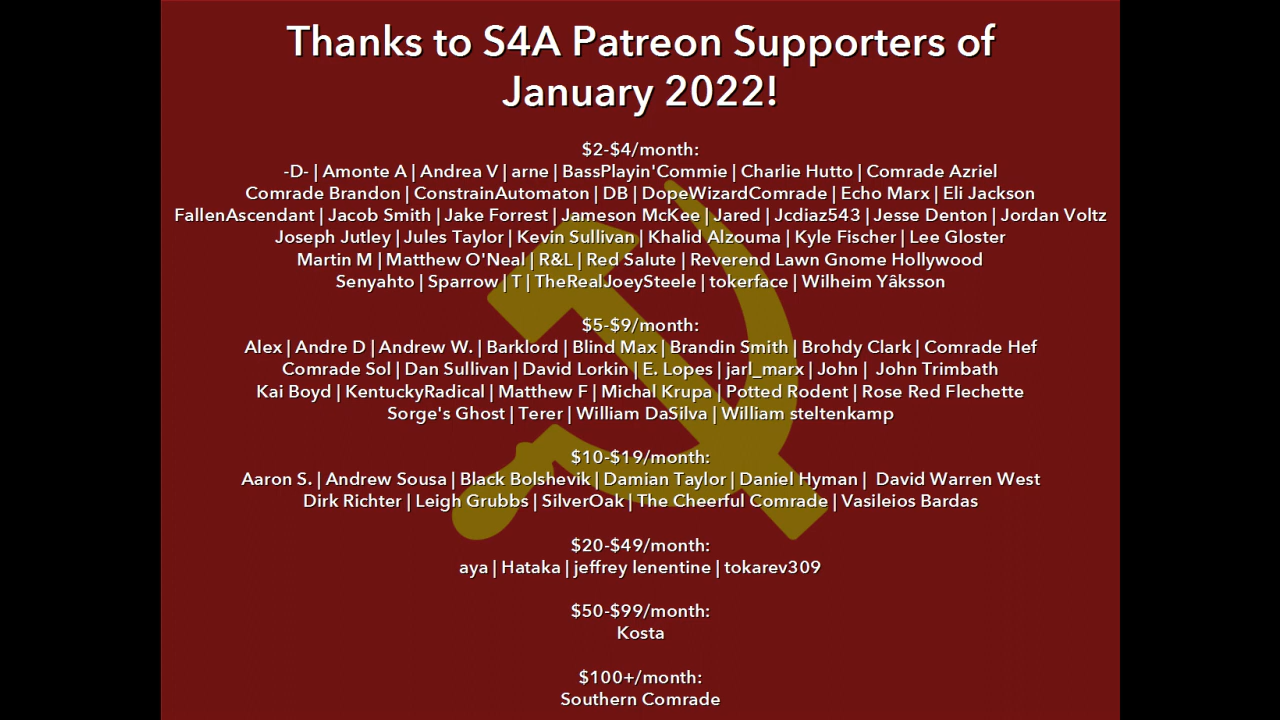 Thanks to S4A Patreon Supporters of
January 2022!
$2-$4/month:
-D- | Amonte A | Andrea V | arne | BassPlayin'Commie | Charlie Hutto | Comrade Azriel
Comrade Brandon | ConstrainAutomaton | DB | DopeWizardComrade | Echo Marx | Eli Jackson
FallenAscendant | Jacob Smith | Jake Forrest | Jameson McKee | Jared | Jcdiaz543 | Jesse Denton | Jordan Voltz
Joseph Jutley | Jules Taylor | Kevin Sullivan | Khalid Alzouma | Kyle Fischer | Lee Gloster
Martin M | Matthew O'Neal | R&L | Red Salute | Reverend Lawn Gnome Hollywood
Senyahto | Sparrow | T | TheRealJoeySteele | tokerface | Wilheim Yâksson
$5-$9/month:
Alex | Andre D | Andrew W. | Barklord | Blind Max | Brandin Smith | Brohdy Clark | Comrade Hef
Comrade Sol | Dan Sullivan | David Lorkin | E. Lopes | jarl_marx | John |  John Trimbath
Kai Boyd | KentuckyRadical | Matthew F | Michal Krupa | Potted Rodent | Rose Red Flechette
Sorge's Ghost | Terer | William DaSilva | William steltenkamp
$10-$19/month:
Aaron S. | Andrew Sousa | Black Bolshevik | Damian Taylor | Daniel Hyman |  David Warren West
Dirk Richter | Leigh Grubbs | SilverOak | The Cheerful Comrade | Vasileios Bardas
$20-$49/month:
aya | Hataka | jeffrey lenentine | tokarev309
$50-$99/month:
Kosta
$100+/month:
Southern Comrade